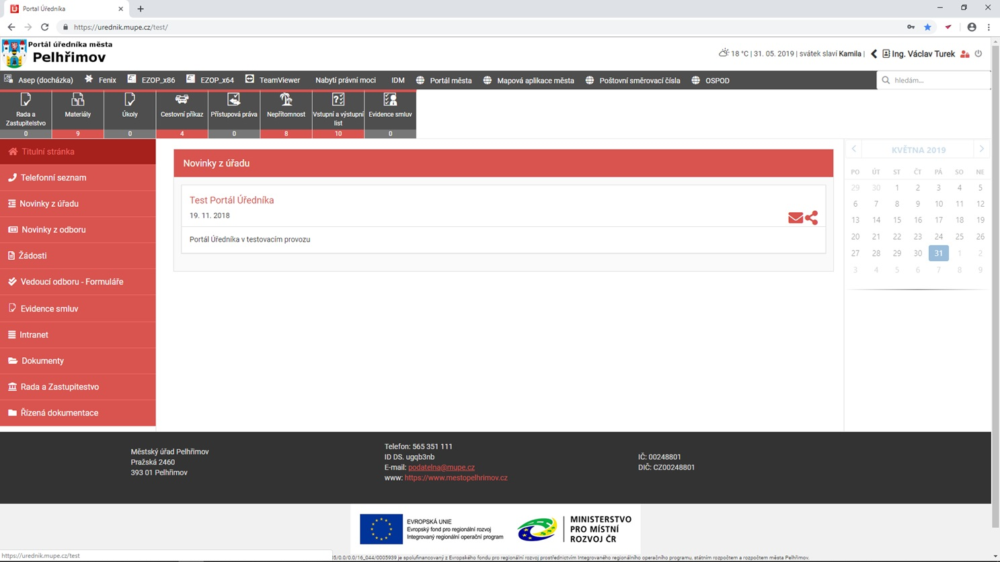 Portal Úředníka
https://urednik.mupe.cz/test/
Portál úředníka města
Pelhřimov
18 °C | 31. 05. 2019 | svátek slaví Kamila |
Ing. Václav Turek
Asep (docházka)
Fenix
EZOP_x86
EZOP_x64
TeamViewer
Nabytí právní moci
IDM
Portál města
Mapová aplikace města
Poštovní směrovací čísla
OSPOD
hledám...
Rada a
Zastupitelstvo
0
Materiály
9
Úkoly
0
Cestovní příkaz
4
Přístupová práva
0
Nepřítomnost
8
Vstupní a výstupní
list
10
Evidence smluv
0
Titulní stránka
Telefonní seznam
Novinky z úřadu
Novinky z odboru
Žádosti
Vedoucí odboru - Formuláře
Evidence smluv
Intranet
Dokumenty
Rada a Zastupitestvo
Řízená dokumentace
Novinky z úřadu
Test Portál Úředníka
19. 11. 2018
Portál Úředníka v testovacím provozu
KVĚTNA 2019
PO ÚT ST ČT PÁ SO NE
29 30 1 2 3 4 5
6 7 8 9 10 11 12
13 14 15 16 17 18 19
20 21 22 23 24 25 26
27 28 29 30 31 1 2
3 4 5 6 7 8 9
Městský úřad Pelhřimov
Pražská 2460
393 01 Pelhřimov
Telefon: 565 351 111
ID DS. ugqb3nb
E-mail: podatelna@mupe.cz
www: https://www.mestopelhrimov.cz
IČ: 00248801
DIČ: CZ00248801
EVROPSKÁ UNIE
Evropský fond pro regionální rozvoj
Integrovaný regionální operační program
MINISTERSTVO
PRO MÍSTNÍ
ROZVOJ ČR
https://urednik.mupe.cz/test
5/0.0/0.0/16_044/0005939 je spolufinancovaný z Evropského fondu pro regionální rozvoj prostřednictvím Integrovaného regionálního operačního programu, státním rozpočtem a rozpočtem města Pelhřimov.